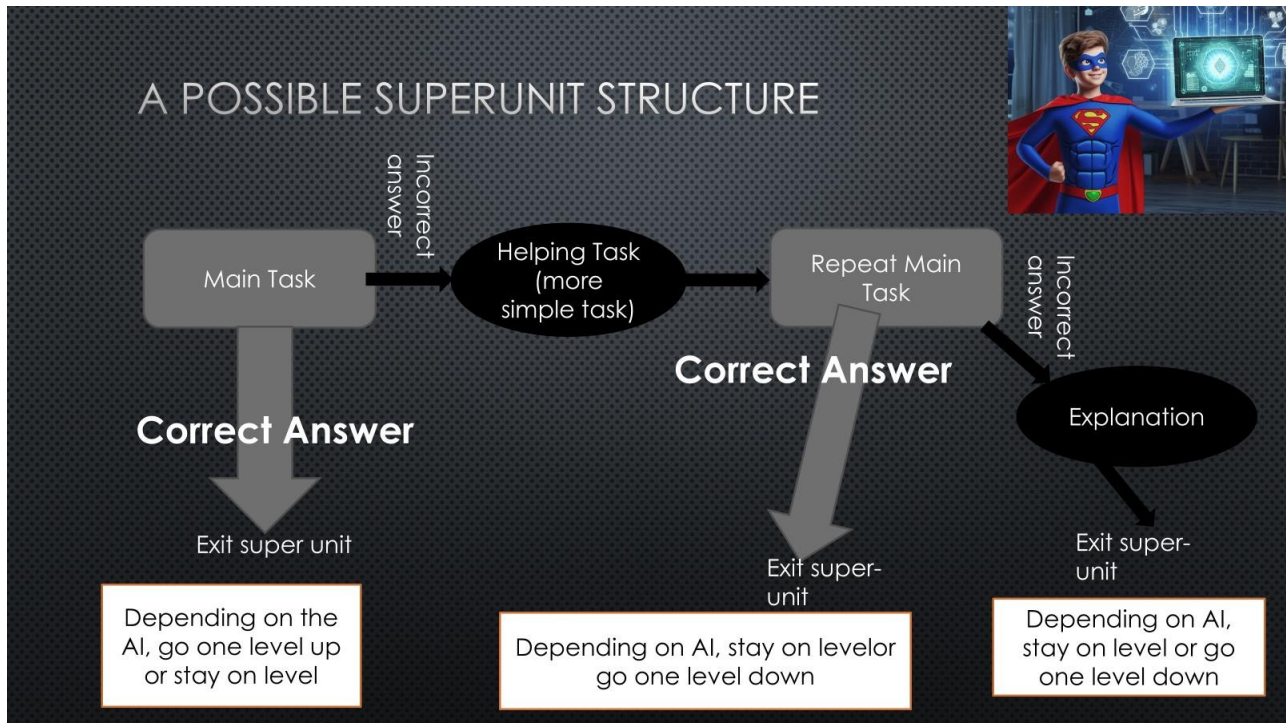 A POSSIBLE SUPERUNIT STRUCTURE
Incorrect
answer
Main Task
Helping Task
(more
simple task)
Repeat Main
Task
Incorrect
answer
Correct Answer
Correct Answer
Explanation
Exit super unit
Exit super-
unit
Exit super-
unit
Depending on the
AI, go one level up
or stay on level
Depending on AI, stay on levelor
go one level down
Depending on AI,
stay on level or go
one level down